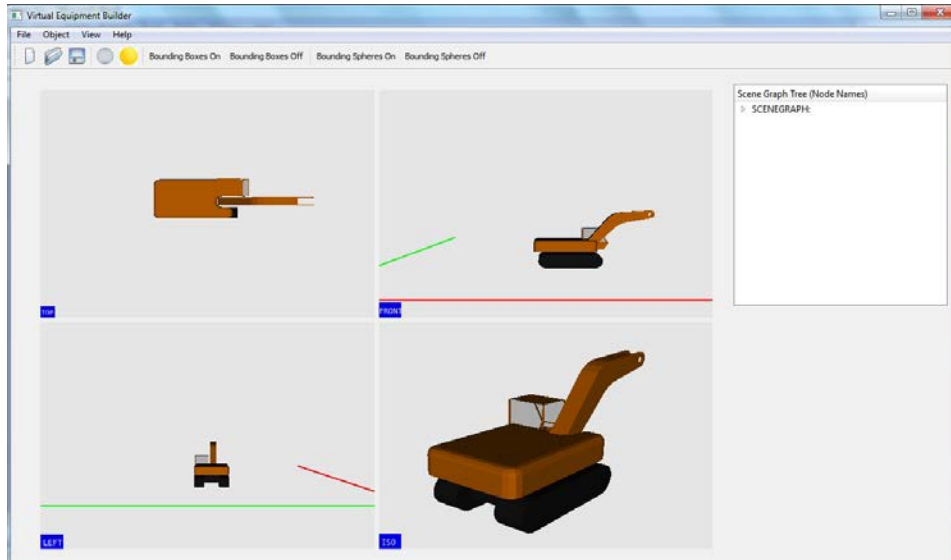 Virtual Equipment Builder
File Object View Help
Bounding Boxes On Bounding Boxes Off Bounding Spheres On Bounding Spheres Off
Scene Graph Tree (Node Names)
SCENEGRAPH:
TOP
FRONT
LEFT
ISO